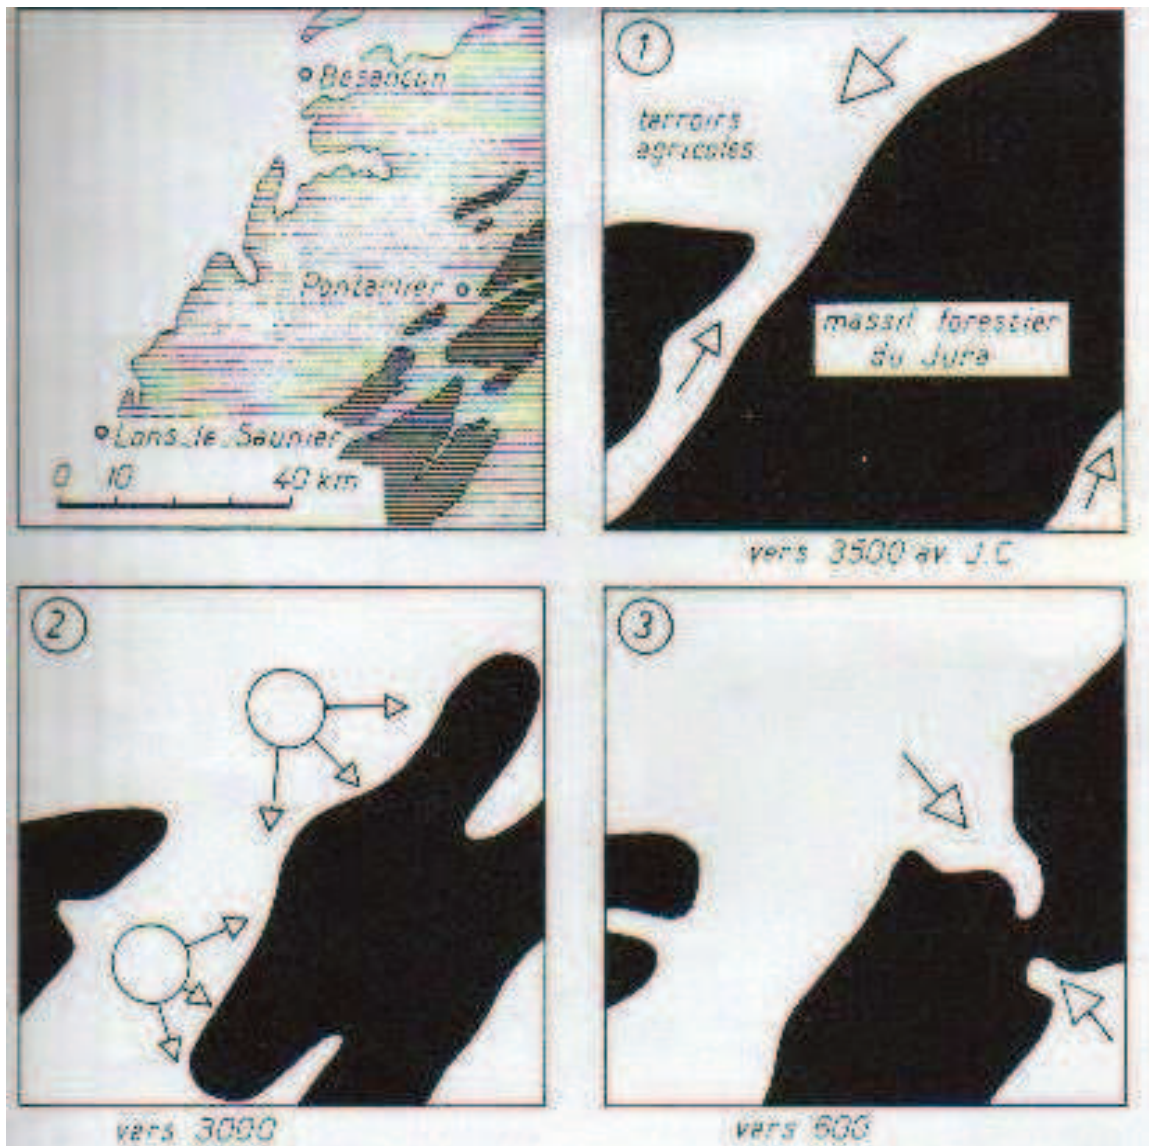 Besançon
Pontarlier
Lons-le-Saunier
0 10 40 km
1
terroirs
agricoles
massif forestier
du Jura
vers 3500 av. J.C
2
vers 3000
3
vers